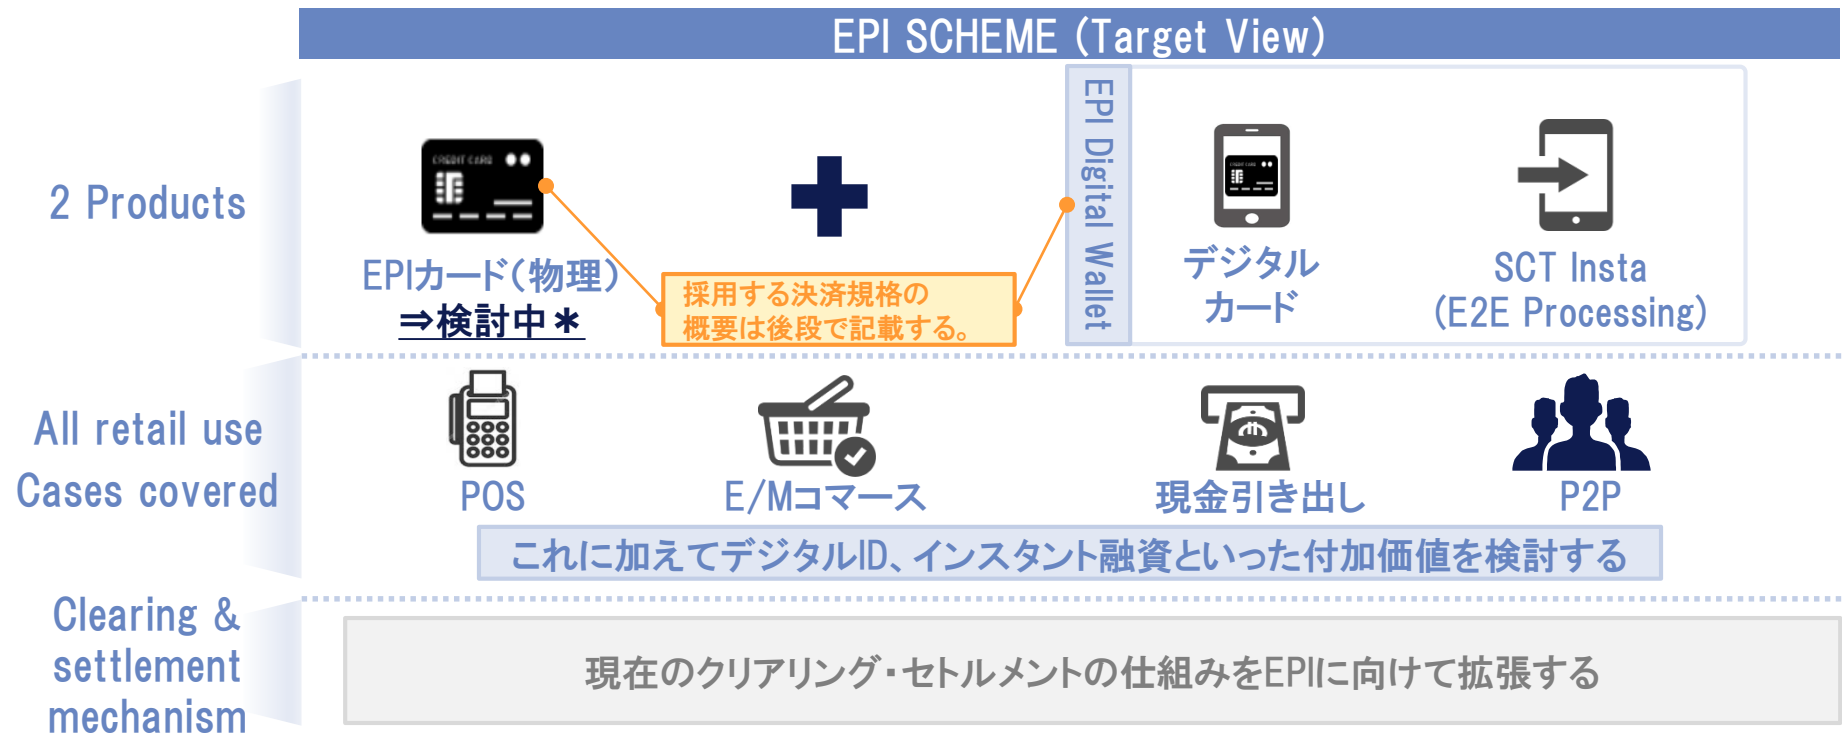 EPI SCHEME (Target View)
2 Products
CREDIT CARD
EPIカード(物理)
⇒検討中＊
採用する決済規格の
概要は後段で記載する。
EPI Digital Wallet
CREDIT CARD
デジタル
カード
SCT Insta
(E2E Processing)
All retail use
Cases covered
POS
E/Mコマース
現金引き出し
P2P
これに加えてデジタルID、インスタント融資といった付加価値を検討する
Clearing &
settlement
mechanism
現在のクリアリング・セトルメントの仕組みをEPIに向けて拡張する